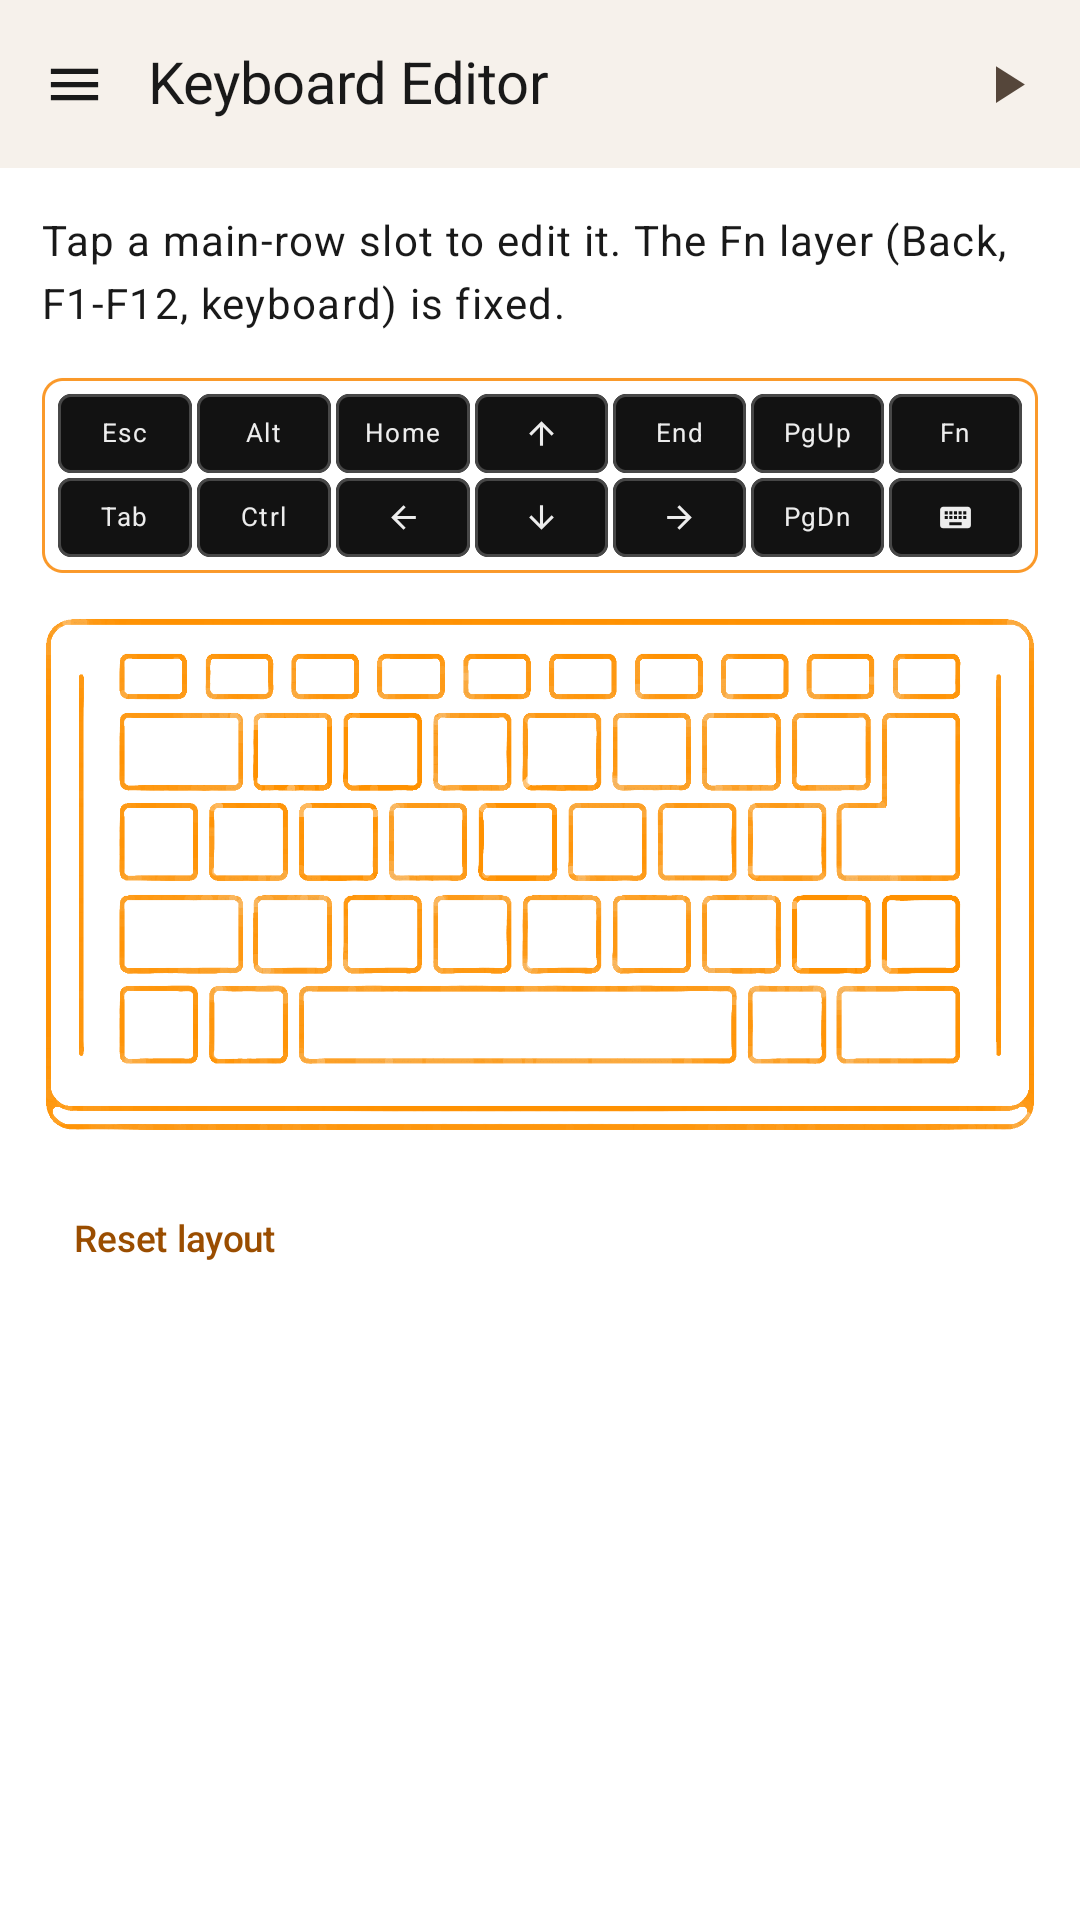 Keyboard Editor
Tap a main-row slot to edit it. The Fn layer (Back,
F1-F12, keyboard) is fixed.
Esc Alt Home ↑ End PgUp Fn
Tab Ctrl ← ↓ → PgDn
Reset layout